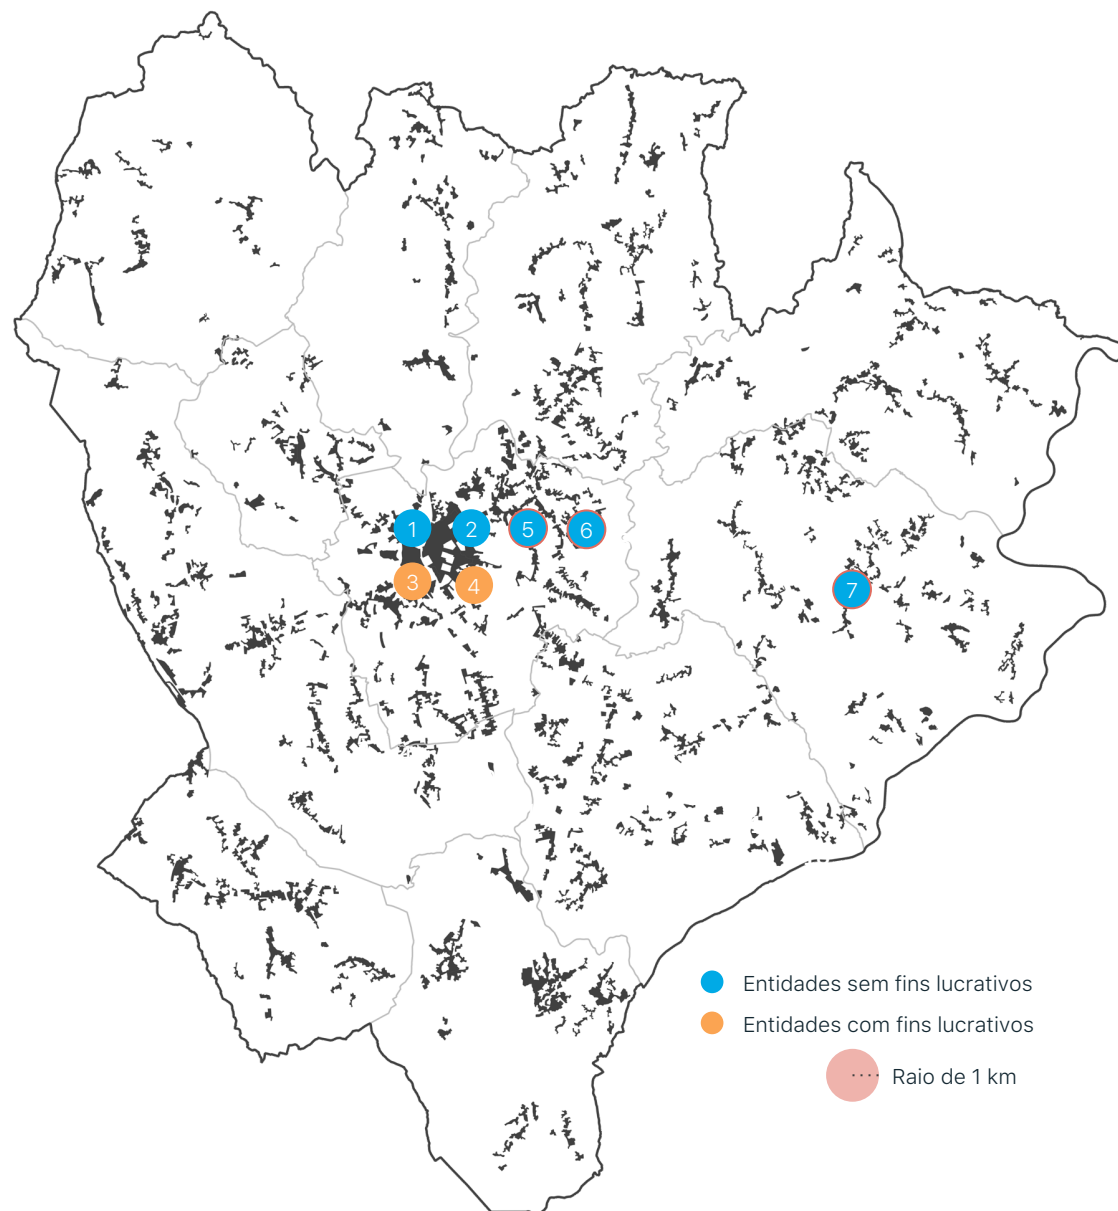 1
2
5
6
3
4
7
Entidades sem fins lucrativos
Entidades com fins lucrativos
Raio de 1 km